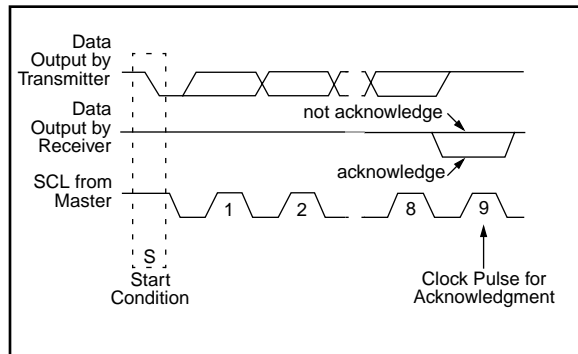 Data
Output by
Transmitter
Data
Output by
Receiver
not acknowledge
acknowledge
SCL from
Master
1
2
8
9
S
Start
Condition
Clock Pulse for
Acknowledgment